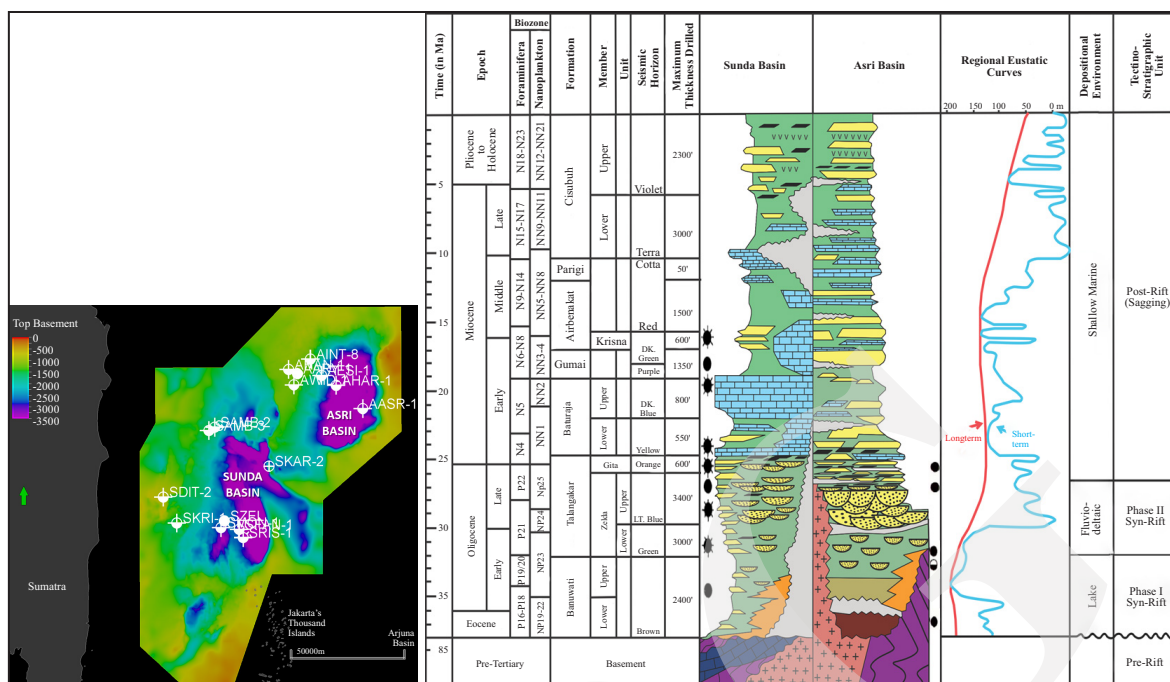 Top Basement
0
-500
-1000
-1500
-2000
-2500
-3000
-3500
AINT-8
AHAR-1
AASR-1
ASRI
BASIN
SAMB-2
SKAR-2
SUNDA
BASIN
SDIT-2
SKRI-1
SZEL
SRIS-1
Sumatra
Jakarta's
Thousand
Islands
Arjuna
Basin
50000m
Time (in Ma)
Epoch
Biozone
Foraminifera
Nanoplankton
Formation
Member
Unit
Seismic
Horizon
Maximum
Thickness Drilled
Sunda Basin
Asri Basin
Regional Eustatic
Curves
Depositional
Environment
Tectino-
Stratigraphic
Unit
200
150
100
50
0 m
5
10
15
20
25
30
35
85
Pliocene
to
Holocene
Miocene
Late
Middle
Early
Oligocene
Late
Early
Eocene
Pre-Tertiary
N18-N23
N15-N17
N9-N14
N6-N8
N5
N4
P22
P21
P19/20
P16-P18
NN12-NN21
NN9-NN11
NN5-NN8
NN3-4
NN2
NN1
Np25
NP24
NP23
NP19-22
Cisubuh
Parigi
Airbenakat
Gumai
Baturaja
Talangakar
Banuwati
Basement
Upper
Lover
Krisna
Upper
Lower
Gita
Zelda
Upper
Lower
Upper
Lower
Violet
Terra
Cotta
Red
DK.
Green
Purple
DK.
Blue
Yellow
Orange
LT. Blue
Green
Brown
2300'
3000'
50'
1500'
600'
1350'
800'
550'
600'
3400'
3000'
2400'
Longterm
Short-
term
Shallow Marine
Fluvio-
deltaic
Lake
Post-Rift
(Sagging)
Phase II
Syn-Rift
Phase I
Syn-Rift
Pre-Rift